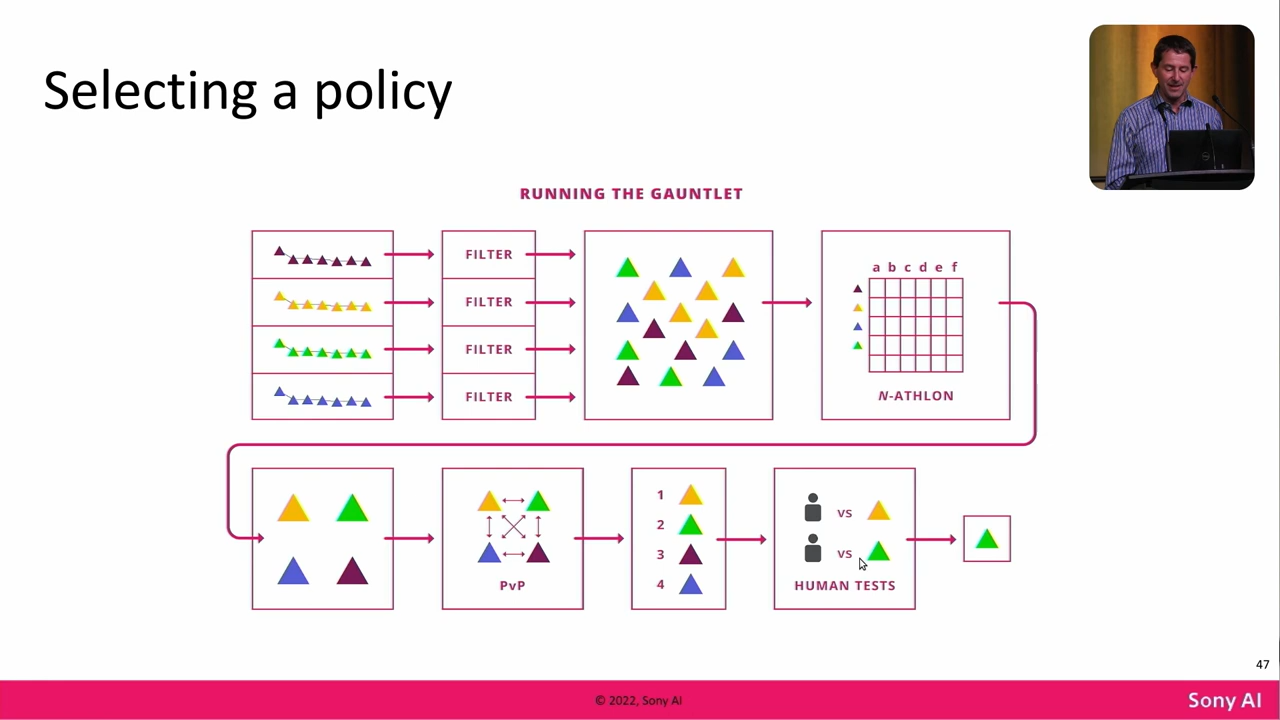 Selecting a policy
RUNNING THE GAUNTLET
FILTER
FILTER
FILTER
FILTER
a b c d e f
N-ATHLON
PvP
1
2
3
4
vs
vs
HUMAN TESTS
47
© 2022, Sony AI
Sony AI